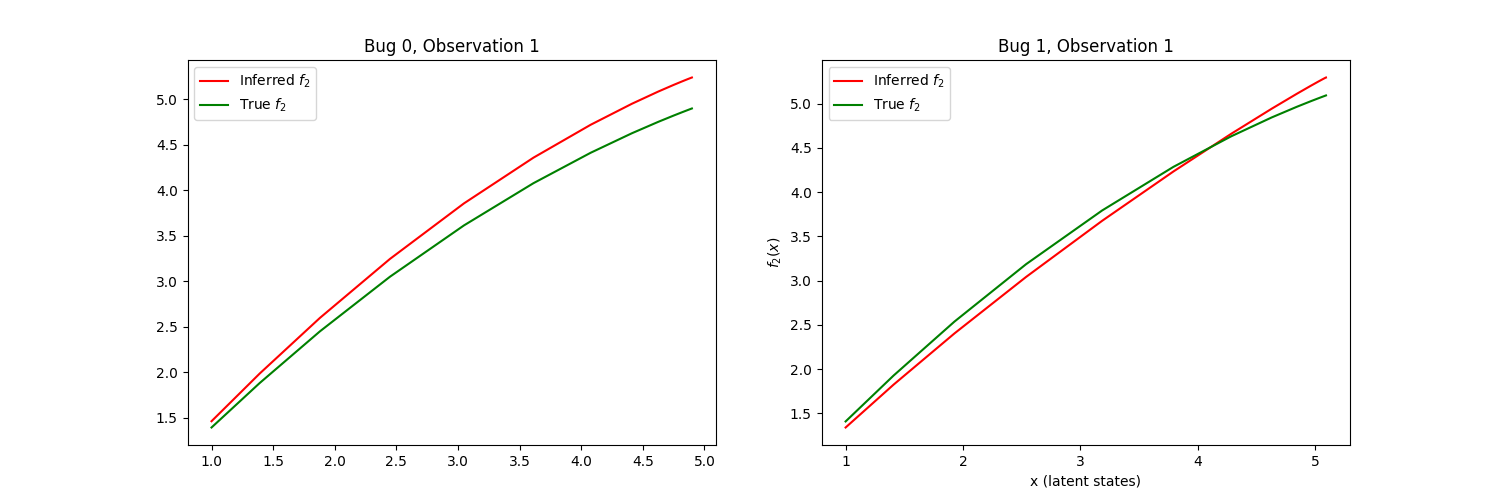 Bug 0, Observation 1
Inferred f₂
True f₂
5.0
4.5
4.0
3.5
3.0
2.5
2.0
1.5
1.0 1.5 2.0 2.5 3.0 3.5 4.0 4.5 5.0
Bug 1, Observation 1
Inferred f₂
True f₂
f₂(x)
5.0
4.5
4.0
3.5
3.0
2.5
2.0
1.5
1 2 3 4 5
x (latent states)